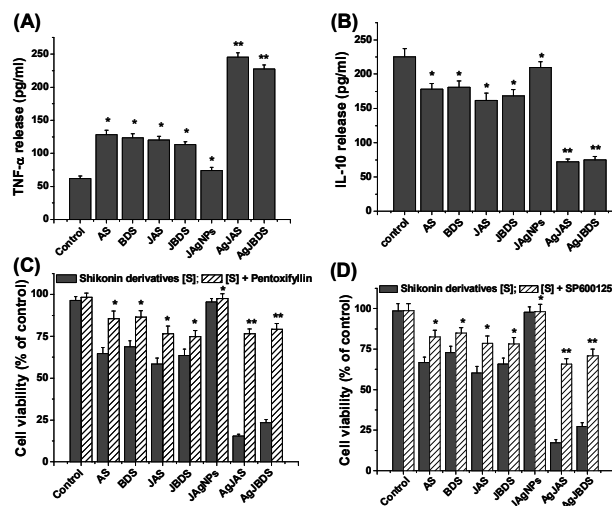 (A)
TNF-α release (pg/ml)
250
200
150
100
50
0
* * * * * ** **
Control AS BDS JAS JBDS JAgNPs AgJAS AgJBDS
(B)
IL-10 release (pg/ml)
300
250
200
150
100
50
0
* * * * * ** **
control AS BDS JAS JBDS JAgNPs AgJAS AgJBDS
(C)
Shikonin derivatives [S]; [S] + Pentoxifyllin
Cell viability (% of control)
100
75
50
25
0
* * * * * ** **
Control AS BDS JAS JBDS JAgNPs AgJAS AgJBDS
(D)
Shikonin derivatives [S]; [S] + SP600125
Cell viability (% of control)
100
75
50
25
0
* * * * * ** **
Control AS BDS JAS JBDS JAgNPs AgJAS AgJBDS